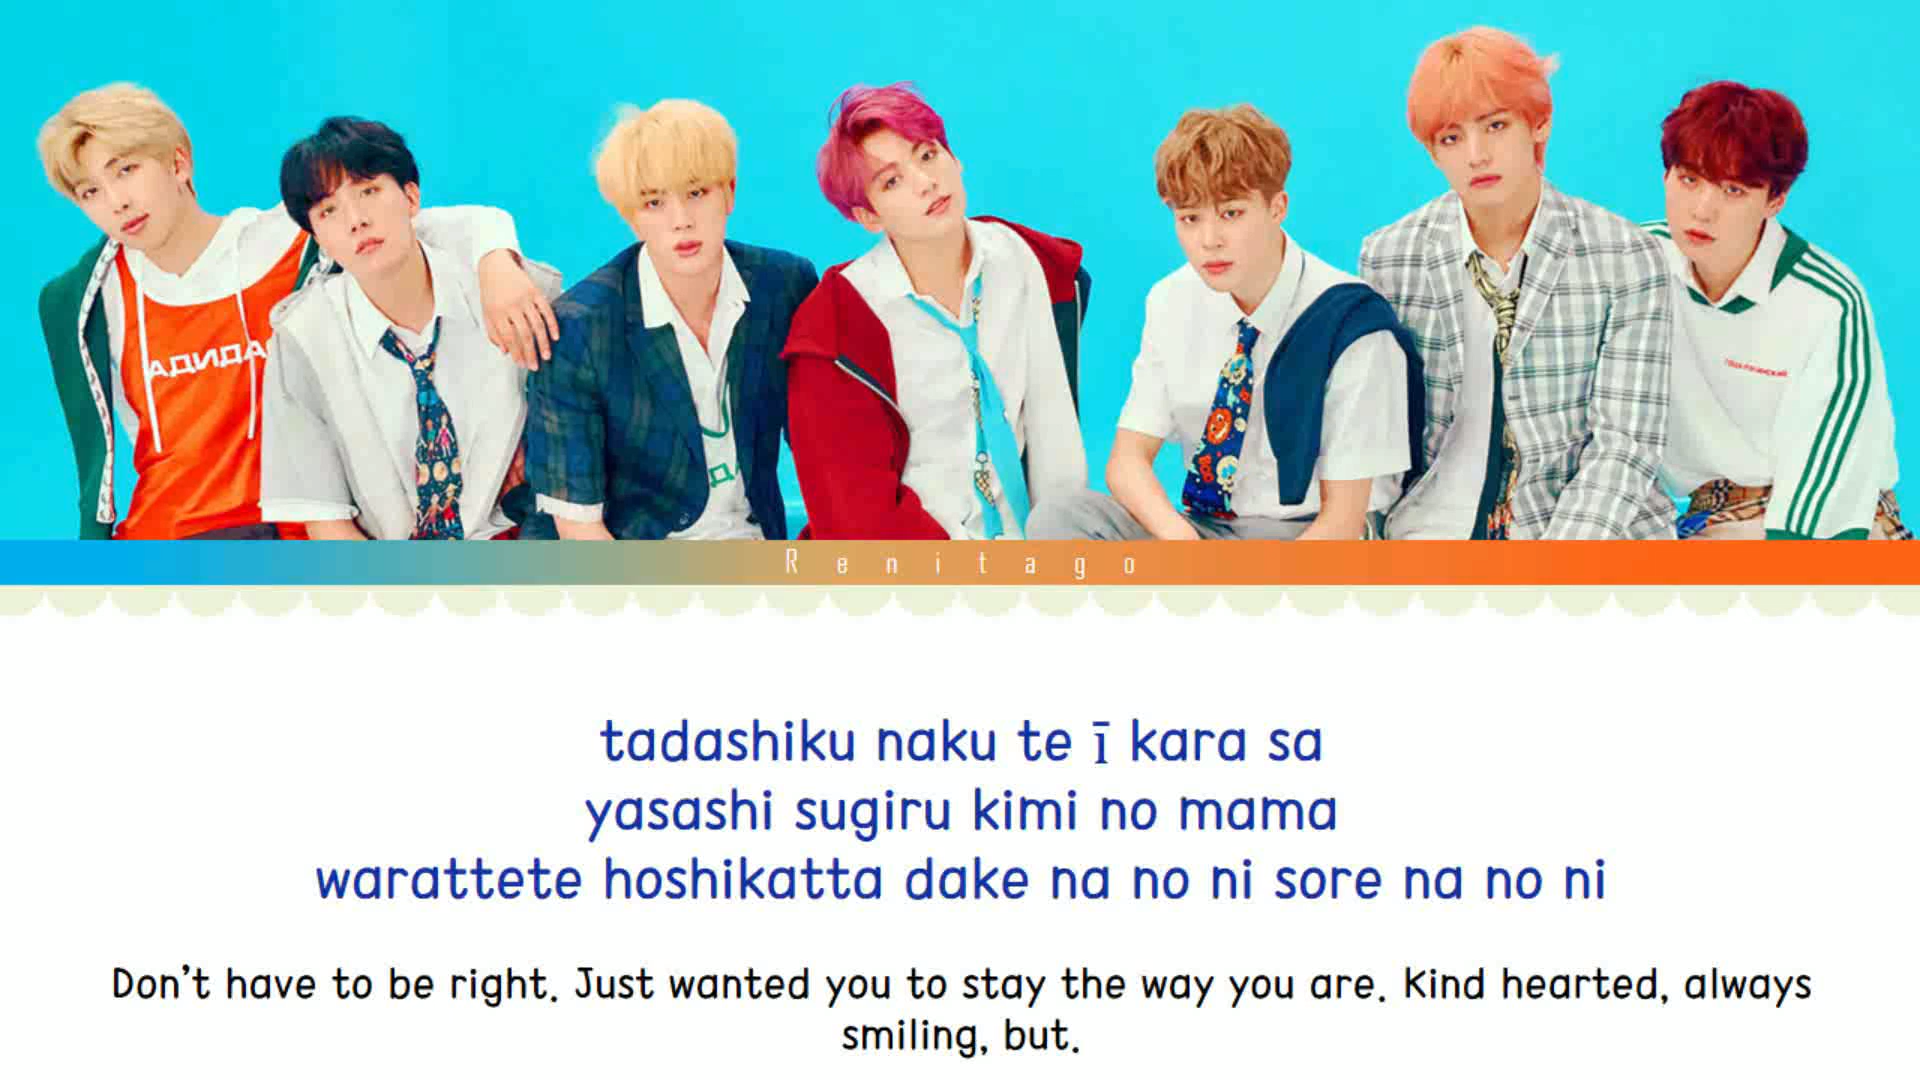 АДИДА
R e n i t a g o
tadashiku naku te ī kara sa
yasashi sugiru kimi no mama
warattete hoshikatta dake na no ni sore na no ni
Don't have to be right. Just wanted you to stay the way you are. Kind hearted, always
smiling, but.